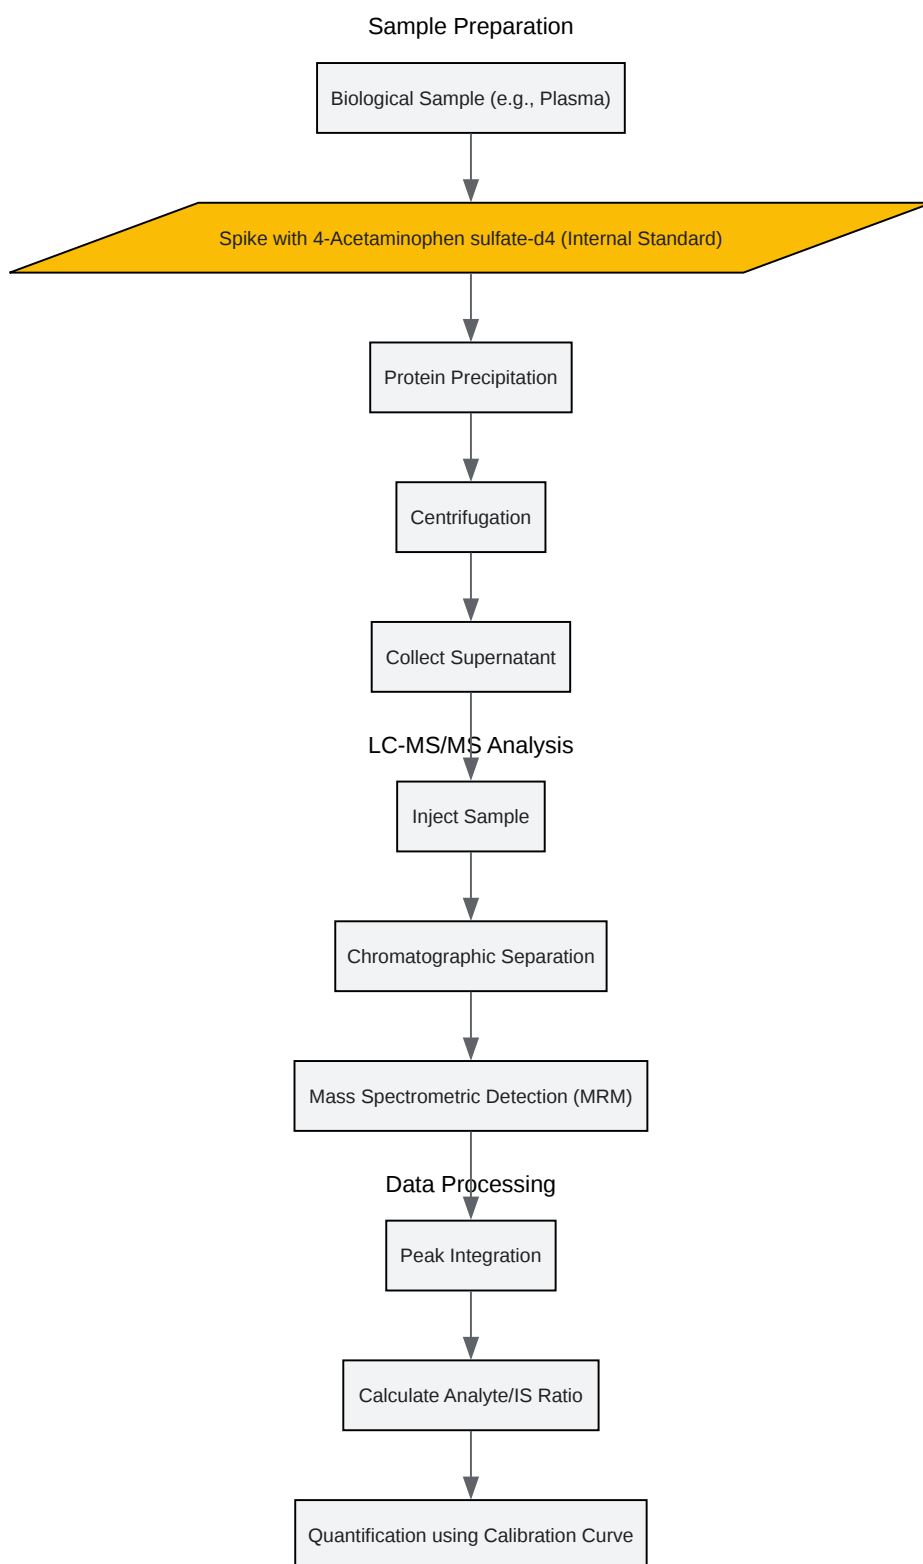 Sample Preparation
Biological Sample (e.g., Plasma)
Spike with 4-Acetaminophen sulfate-d4 (Internal Standard)
Protein Precipitation
Centrifugation
Collect Supernatant
LC-MS/MS Analysis
Inject Sample
Chromatographic Separation
Mass Spectrometric Detection (MRM)
Data Processing
Peak Integration
Calculate Analyte/IS Ratio
Quantification using Calibration Curve